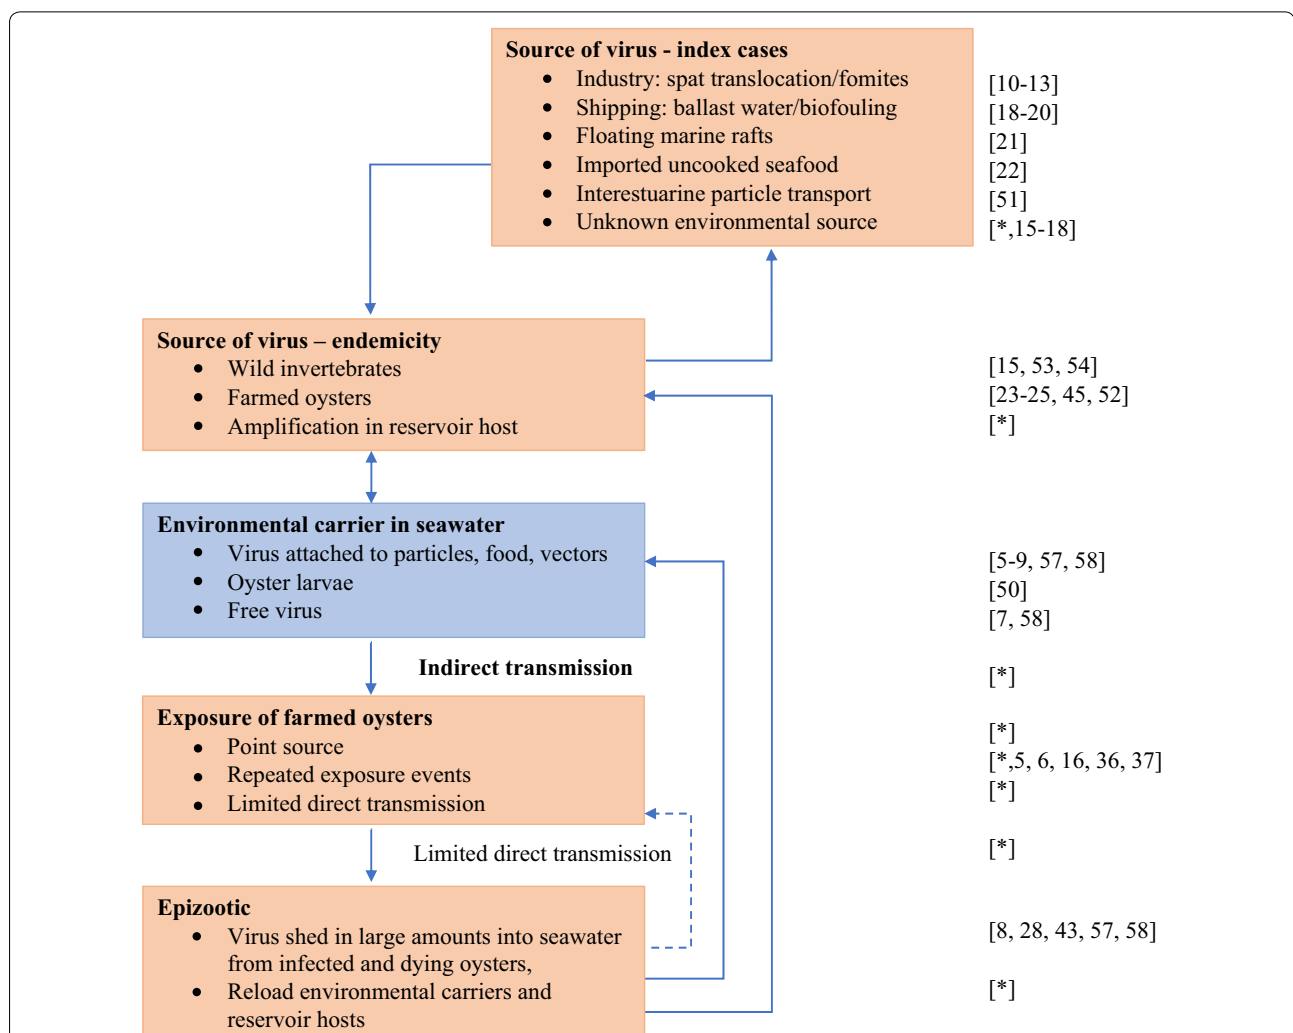 Source of virus - index cases
• Industry: spat translocation/fomites
• Shipping: ballast water/biofouling
• Floating marine rafts
• Imported uncooked seafood
• Interestuarine particle transport
• Unknown environmental source
[10-13]
[18-20]
[21]
[22]
[51]
[*,15-18]
Source of virus – endemicity
• Wild invertebrates
• Farmed oysters
• Amplification in reservoir host
[15, 53, 54]
[23-25, 45, 52]
[*]
Environmental carrier in seawater
• Virus attached to particles, food, vectors
• Oyster larvae
• Free virus
[5-9, 57, 58]
[50]
[7, 58]
Indirect transmission
[*]
Exposure of farmed oysters
• Point source
• Repeated exposure events
• Limited direct transmission
[*]
[*,5, 6, 16, 36, 37]
[*]
Limited direct transmission
[*]
Epizootic
• Virus shed in large amounts into seawater
from infected and dying oysters,
• Reload environmental carriers and
reservoir hosts
[8, 28, 43, 57, 58]
[*]